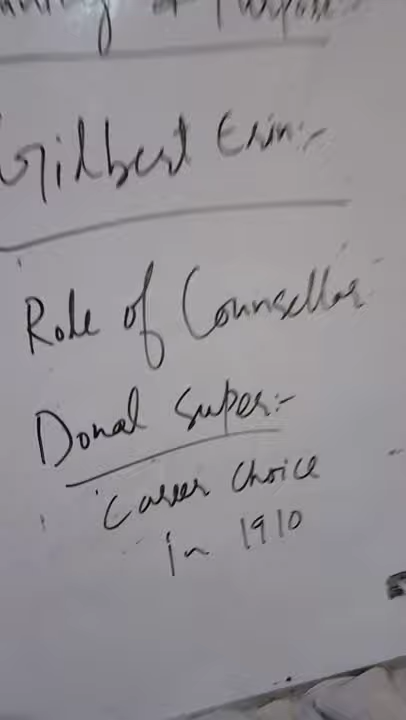 Gilbert Erin:-
Role of Counsellor
Donal Super:-
Career Choice
in 1910